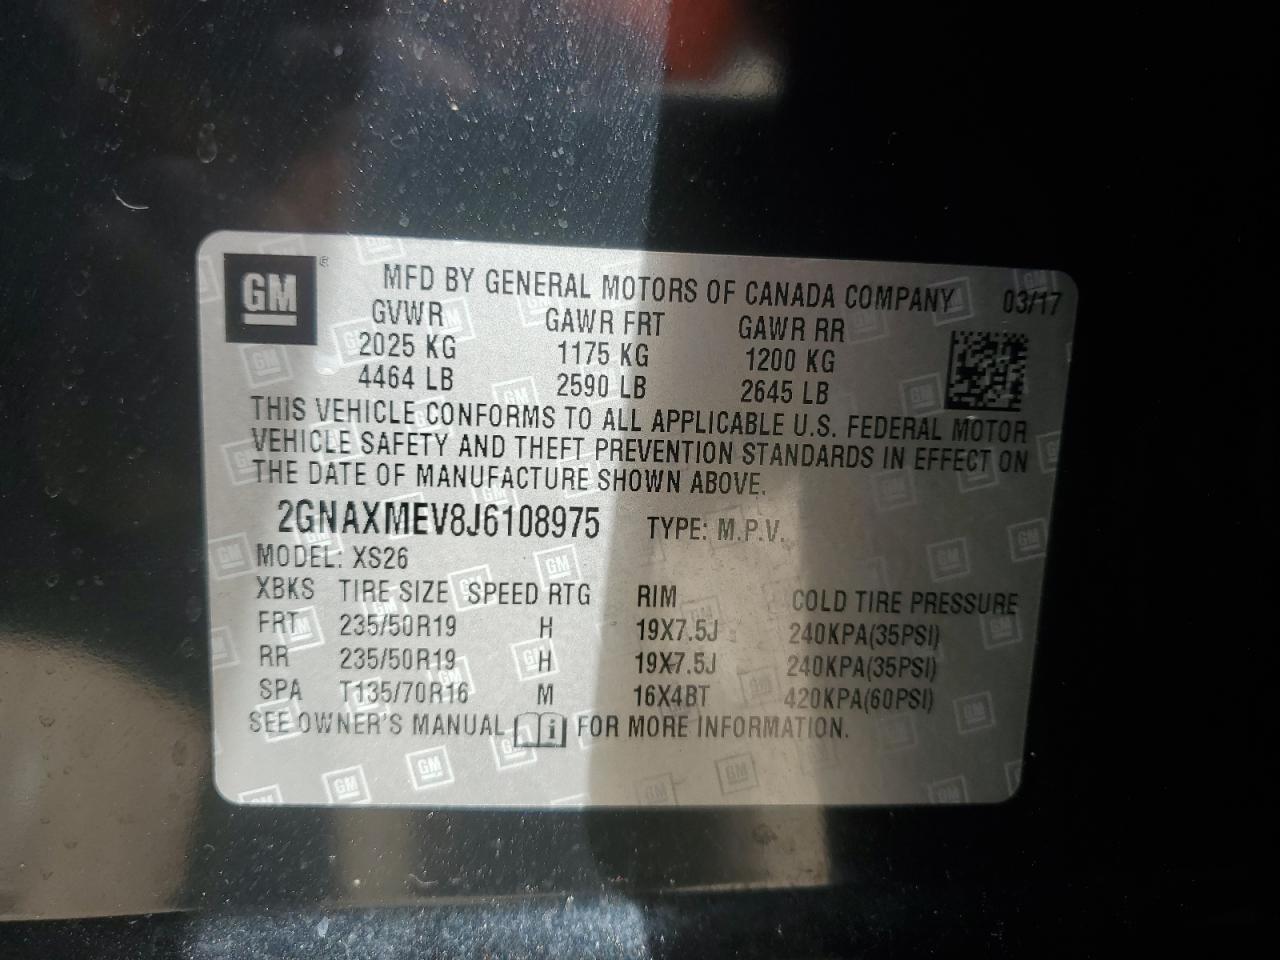 GM ® MFD BY GENERAL MOTORS OF CANADA COMPANY 03/17
GVWR GAWR FRT GAWR RR
2025 KG 1175 KG 1200 KG
4464 LB 2590 LB 2645 LB
THIS VEHICLE CONFORMS TO ALL APPLICABLE U.S. FEDERAL MOTOR
VEHICLE SAFETY AND THEFT PREVENTION STANDARDS IN EFFECT ON
THE DATE OF MANUFACTURE SHOWN ABOVE.
2GNAXMEV8J6108975 TYPE: M.P.V.
MODEL: XS26
XBKS TIRE SIZE SPEED RTG RIM COLD TIRE PRESSURE
FRT 235/50R19 H 19X7.5J 240KPA(35PSI)
RR 235/50R19 H 19X7.5J 240KPA(35PSI)
SPA T135/70R16 M 16X4BT 420KPA(60PSI)
SEE OWNER'S MANUAL i FOR MORE INFORMATION.